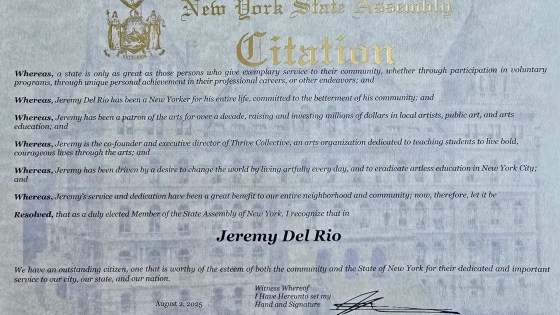 New York State Assembly
Citation
Whereas, a state is only as great as those persons who give exemplary service to their community, whether through participation in voluntary
programs, through unique personal achievement in their professional careers, or other endeavors; and
Whereas, Jeremy Del Rio has been a New Yorker for his entire life, committed to the betterment of his community; and
Whereas, Jeremy has been a patron of the arts for over a decade, raising and investing millions of dollars in local artists, public art, and arts
education; and
Whereas, Jeremy is the co-founder and executive director of Thrive Collective, an arts organization dedicated to teaching students to live bold,
courageous lives through the arts; and
Whereas, Jeremy has been driven by a desire to change the world by living artfully every day, and to eradicate artless education in New York City;
and
Whereas, Jeremy's service and dedication have been a great benefit to our entire neighborhood and community; now, therefore, let it be
Resolved, that as a duly elected Member of the State Assembly of New York, I recognize that in
Jeremy Del Rio
We have an outstanding citizen, one that is worthy of the esteem of both the community and the State of New York for their dedicated and important
service to our city, our state, and our nation.
Witness Whereof
I Have Hereunto set my
Hand and Signature
August 2, 2025